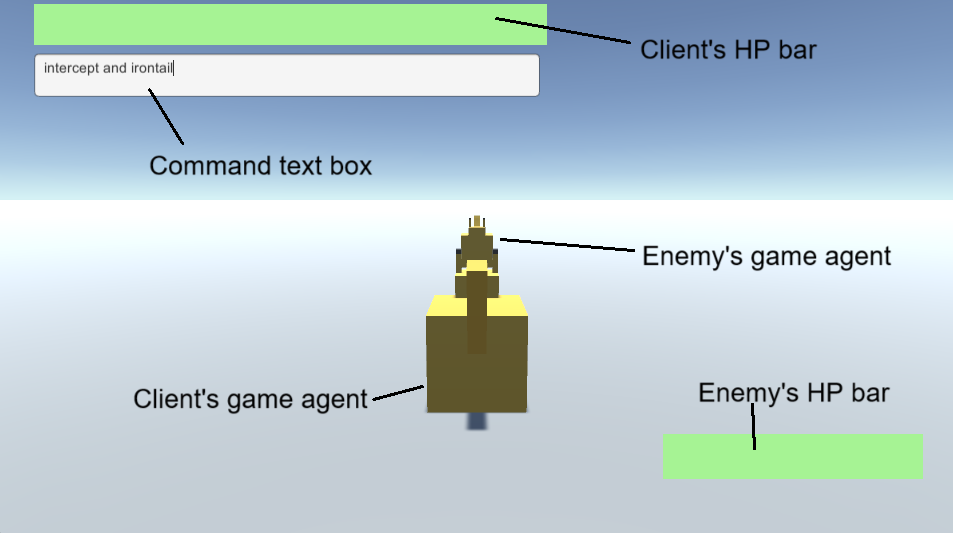 Client's HP bar
intercept and irontail
Command text box
Enemy's game agent
Client's game agent
Enemy's HP bar